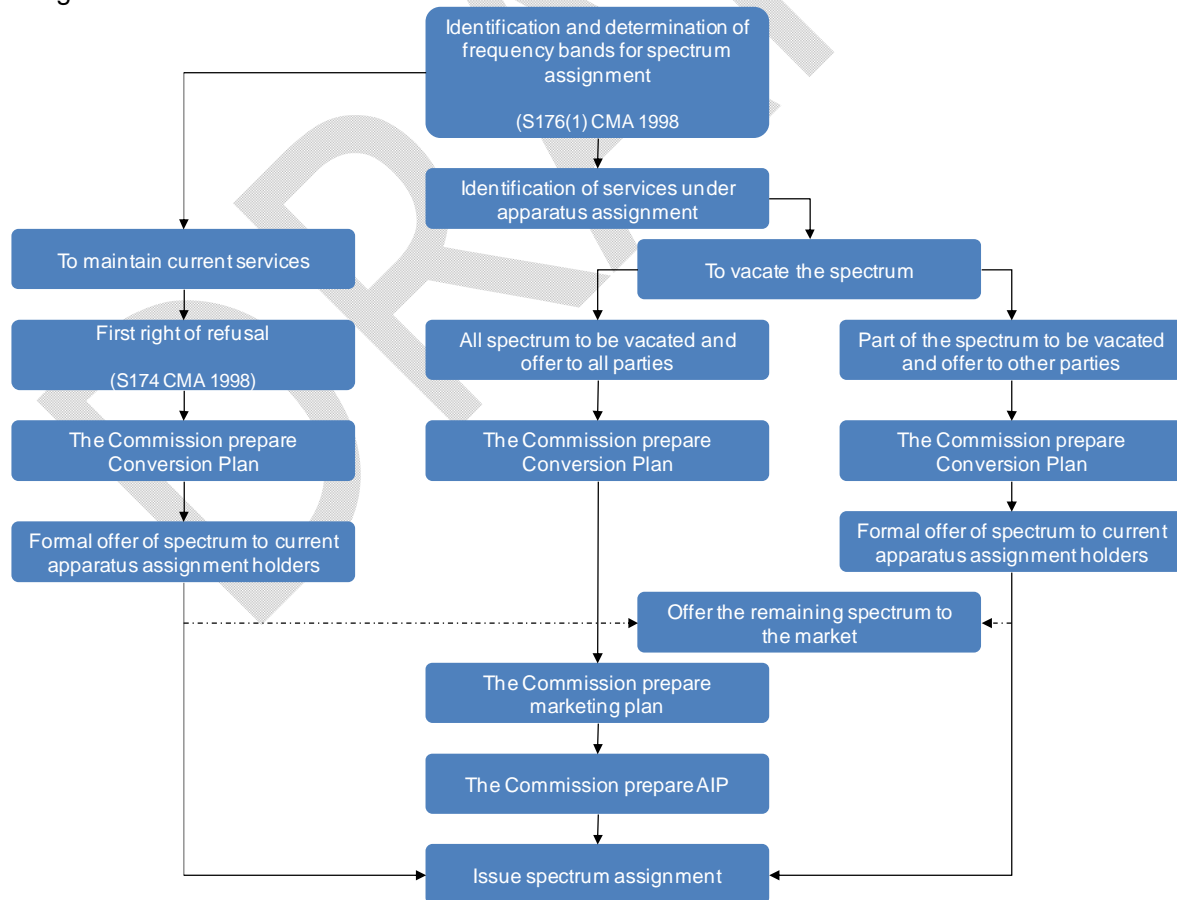 Identification and determination of
frequency bands for spectrum
assignment
(S176(1) CMA 1998
Identification of services under
apparatus assignment
To maintain current services
To vacate the spectrum
First right of refusal
(S174 CMA 1998)
All spectrum to be vacated and
offer to all parties
Part of the spectrum to be vacated
and offer to other parties
The Commission prepare
Conversion Plan
The Commission prepare
Conversion Plan
The Commission prepare
Conversion Plan
Formal offer of spectrum to current
apparatus assignment holders
Formal offer of spectrum to current
apparatus assignment holders
Offer the remaining spectrum to
the market
The Commission prepare
marketing plan
The Commission prepare AIP
Issue spectrum assignment